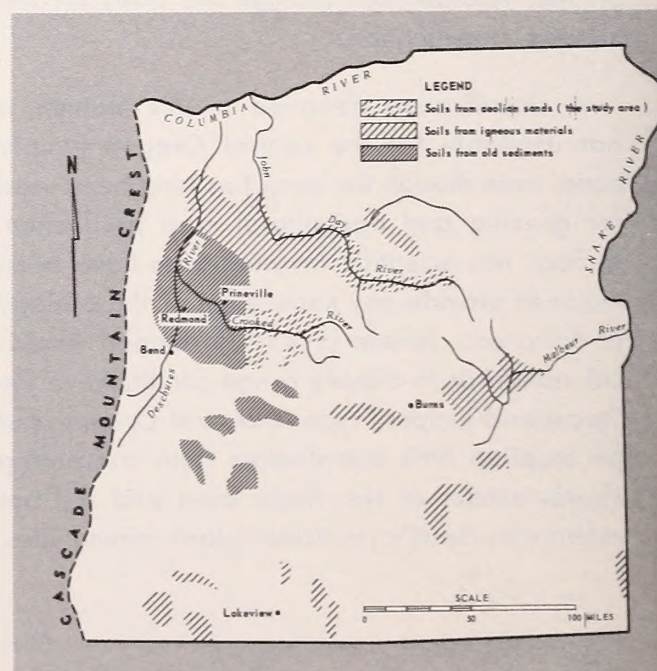 LEGEND
Soils from aeolian sands ( the study area )
Soils from igneous materials
Soils from old sediments
COLUMBIA RIVER
SNAKE RIVER
N
CASCADE MOUNTAIN CREST
John Day River
River
Prineville
Redmond
Crooked River
Bend
Deschutes
Burns
Malheur River
Lakeview
SCALE
0 50 100 MILES